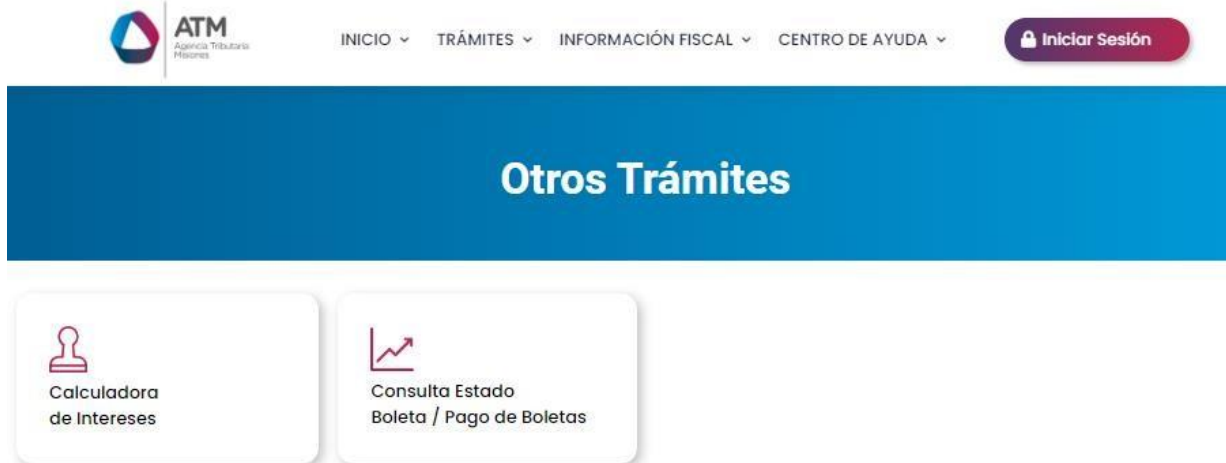 ATM
Agencia Tributaria
Misiones
INICIO TRÁMITES INFORMACIÓN FISCAL CENTRO DE AYUDA
Iniciar Sesión
Otros Trámites
Calculadora
de Intereses
Consulta Estado
Boleta / Pago de Boletas